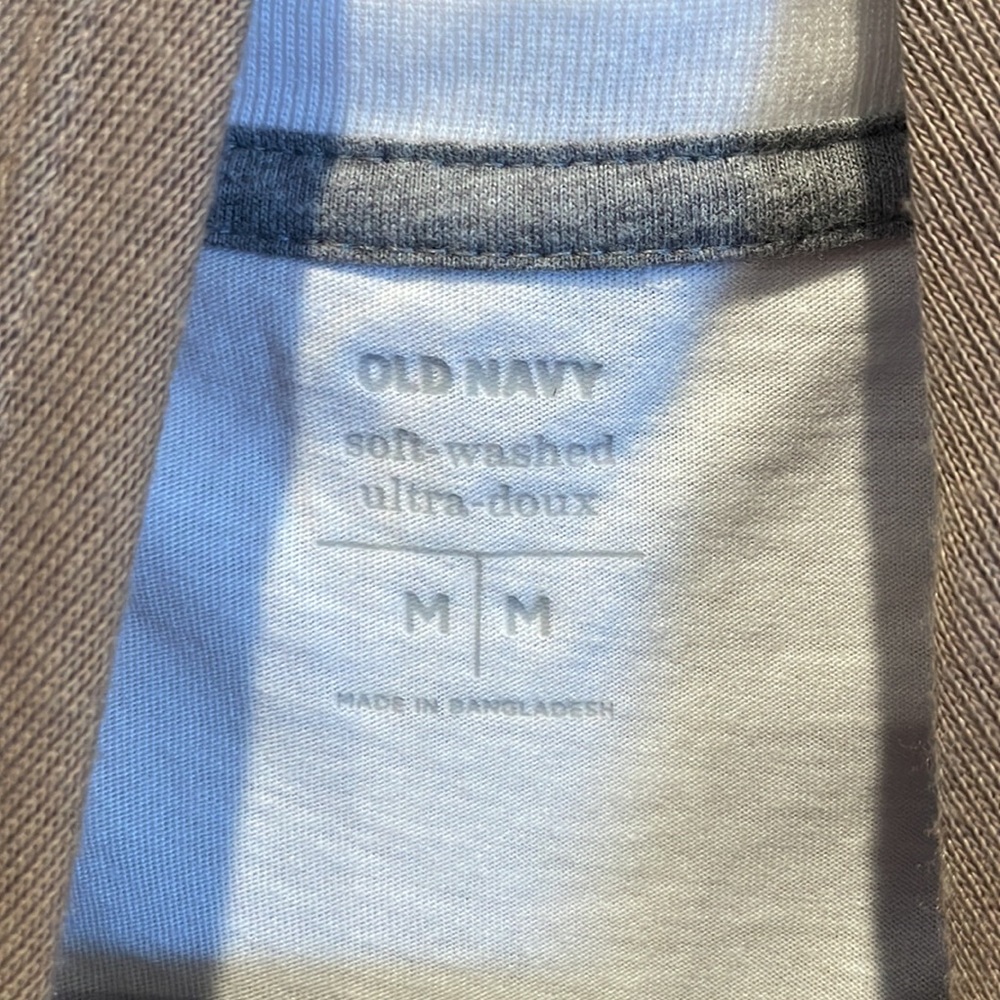 OLD NAVY
soft-washed
ultra-doux
M | M
MADE IN BANGLADESH